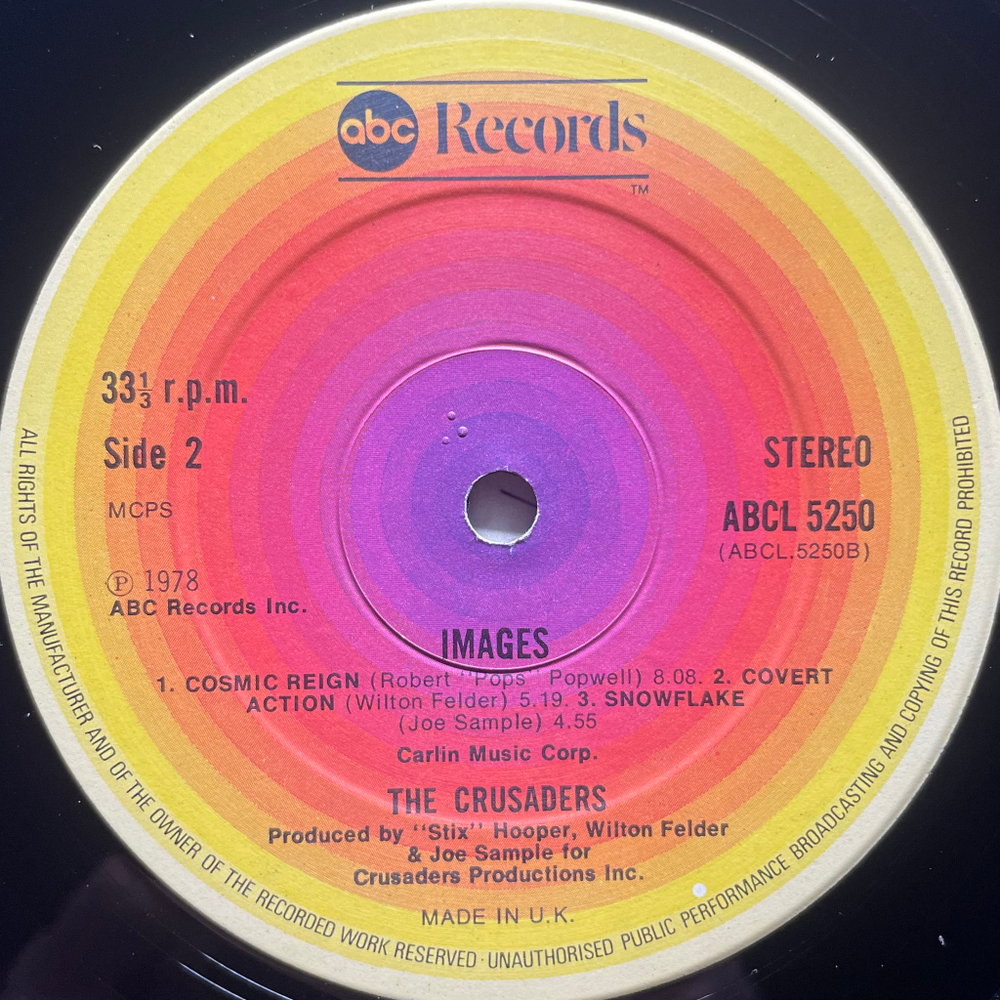 abc Records
TM
33⅓ r.p.m.
Side 2
MCPS
℗ 1978
ABC Records Inc.
STEREO
ABCL 5250
(ABCL.5250B)
IMAGES
1. COSMIC REIGN (Robert "Pops" Popwell) 8.08. 2. COVERT
ACTION (Wilton Felder) 5.19. 3. SNOWFLAKE
(Joe Sample) 4.55
Carlin Music Corp.
THE CRUSADERS
Produced by "Stix" Hooper, Wilton Felder
& Joe Sample for
Crusaders Productions Inc.
MADE IN U.K.
ALL RIGHTS OF THE MANUFACTURER AND OF THE OWNER OF THE RECORDED WORK RESERVED · UNAUTHORISED PUBLIC PERFORMANCE BROADCASTING AND COPYING OF THIS RECORD PROHIBITED